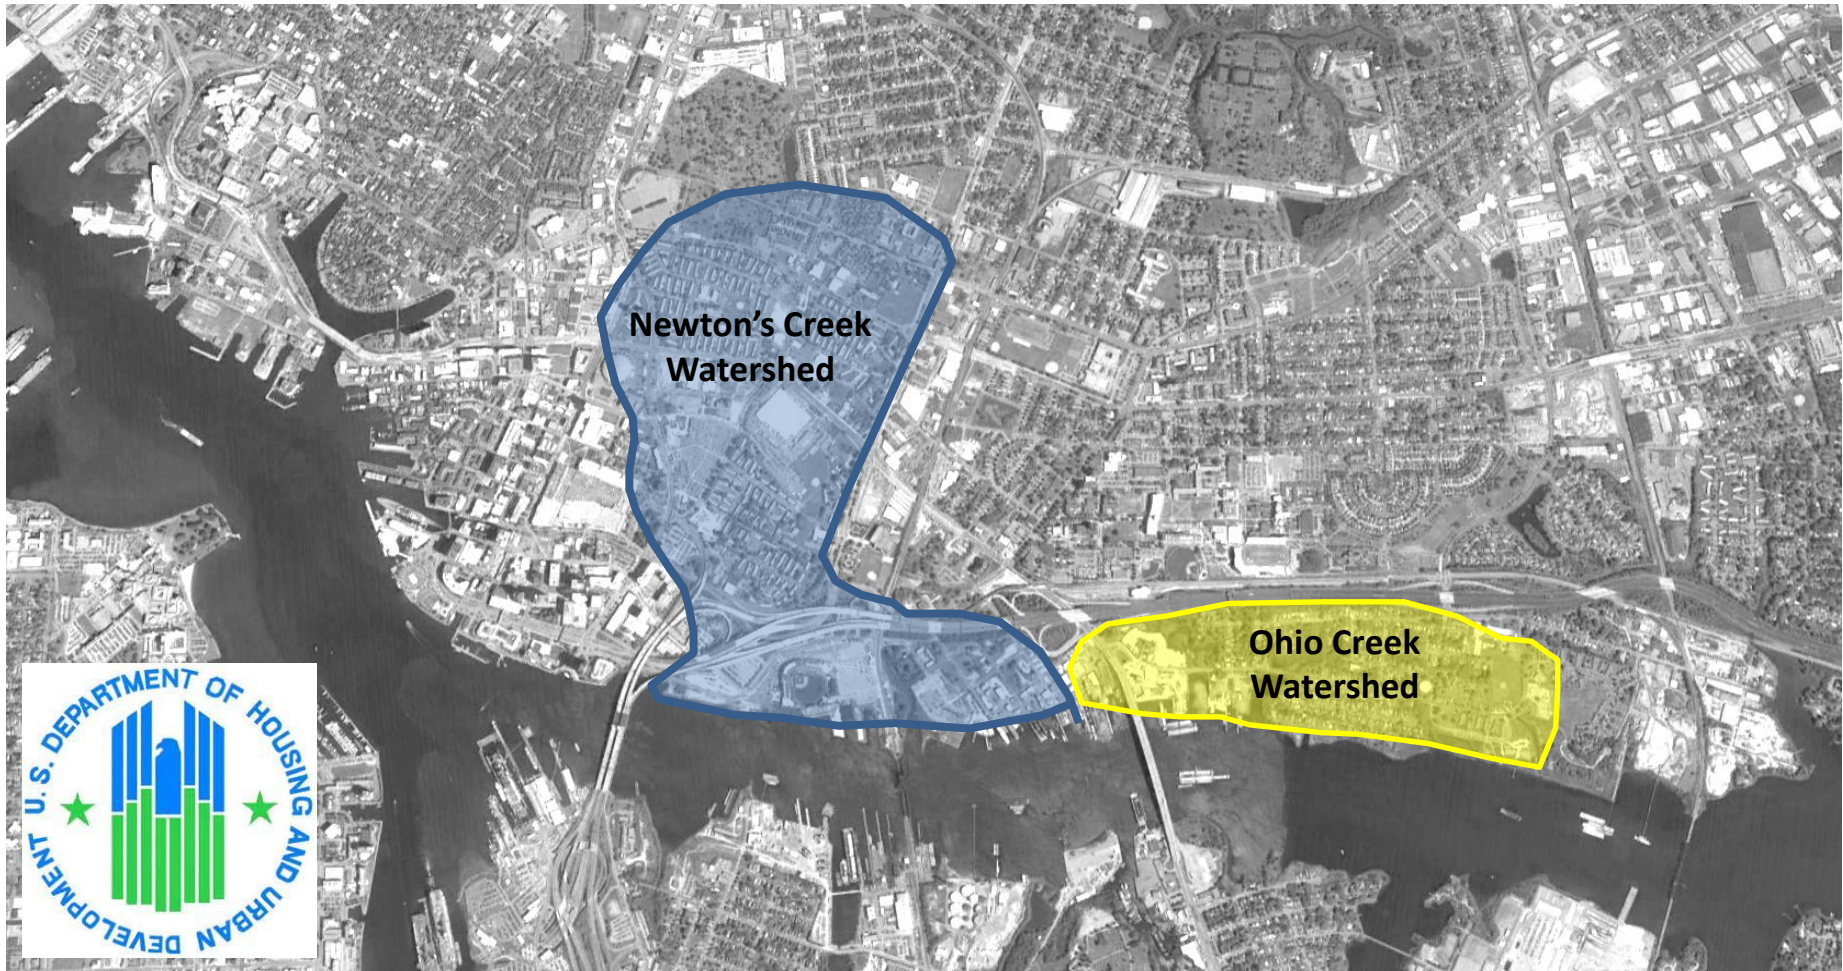 Newton’s Creek
Watershed
Ohio Creek
Watershed
U.S. DEPARTMENT OF HOUSING AND URBAN DEVELOPMENT